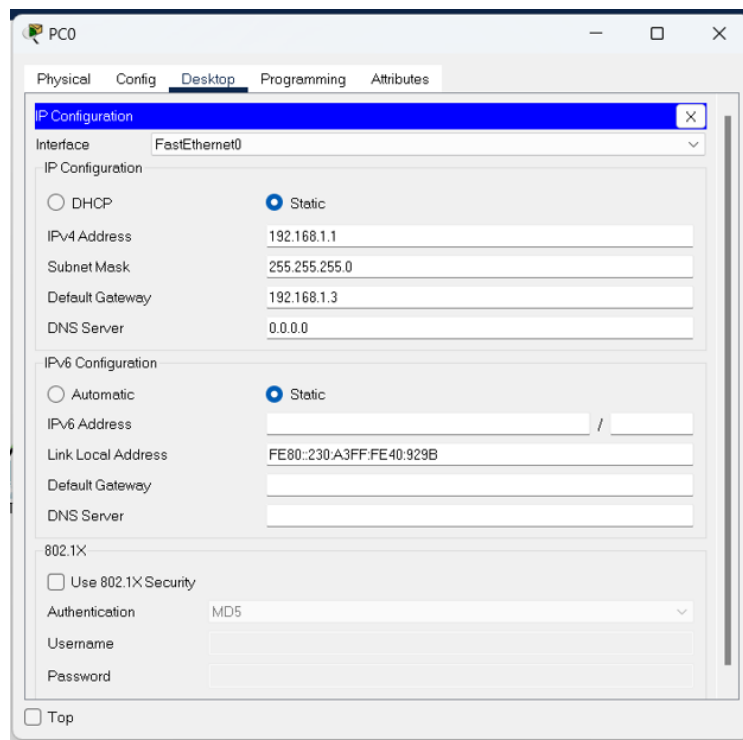 PC0
Physical Config Desktop Programming Attributes
IP Configuration X
Interface FastEthernet0
IP Configuration
DHCP Static
IPv4 Address 192.168.1.1
Subnet Mask 255.255.255.0
Default Gateway 192.168.1.3
DNS Server 0.0.0.0
IPv6 Configuration
Automatic Static
IPv6 Address /
Link Local Address FE80::230:A3FF:FE40:929B
Default Gateway
DNS Server
802.1X
Use 802.1X Security
Authentication MD5
Username
Password
Top